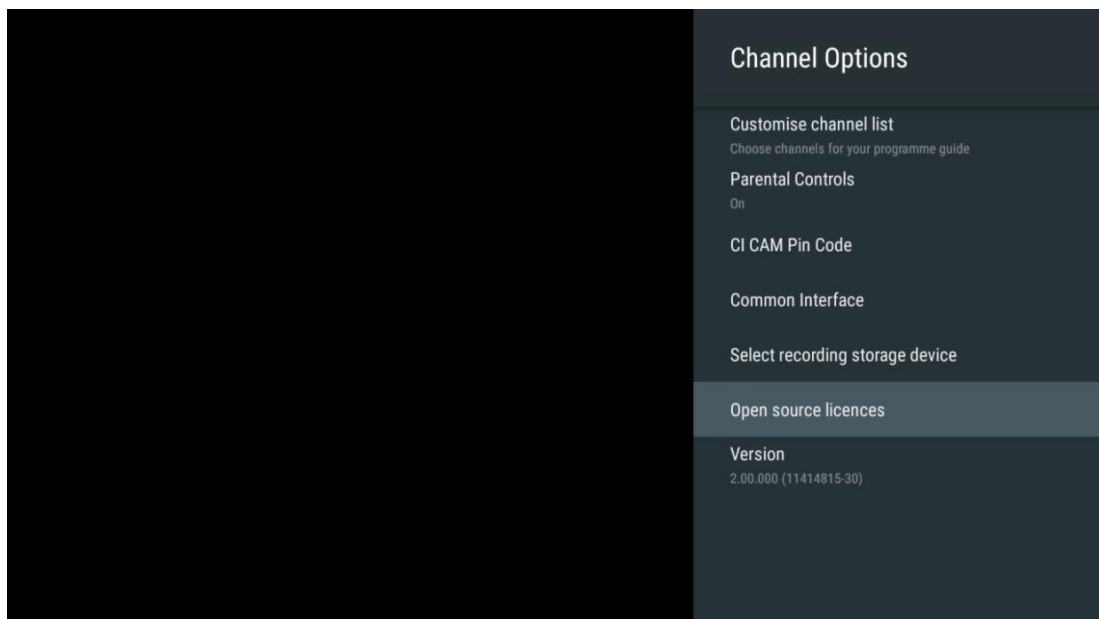 Channel Options
Customise channel list
Choose channels for your programme guide
Parental Controls
On
CI CAM Pin Code
Common Interface
Select recording storage device
Open source licences
Version
2.00.000 (11414815-30)